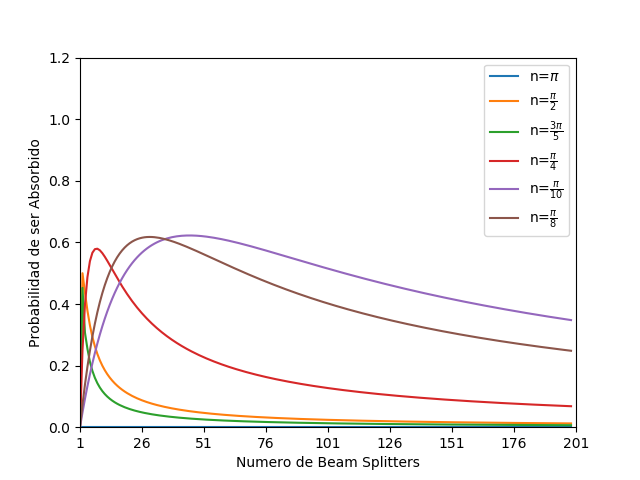 1.2
1.0
0.8
0.6
0.4
0.2
0.0
1 26 51 76 101 126 151 176 201
Numero de Beam Splitters
Probabilidad de ser Absorbido
n=π
n=π/2
n=3π/5
n=π/4
n=π/10
n=π/8